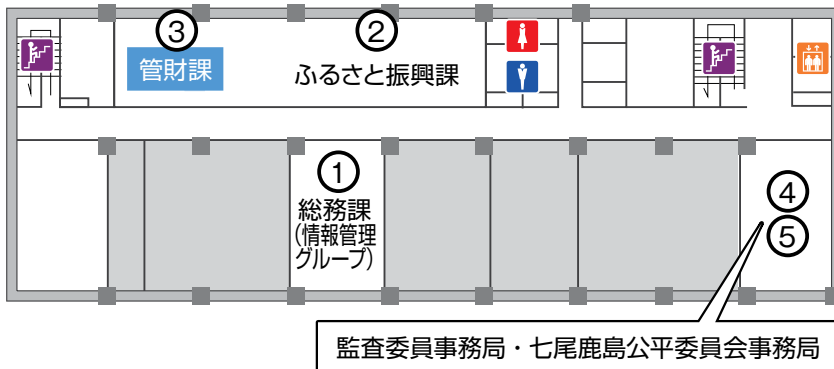 ③
管財課
②
ふるさと振興課
①
総務課
(情報管理
グループ)
④
⑤
監査委員事務局・七尾鹿島公平委員会事務局